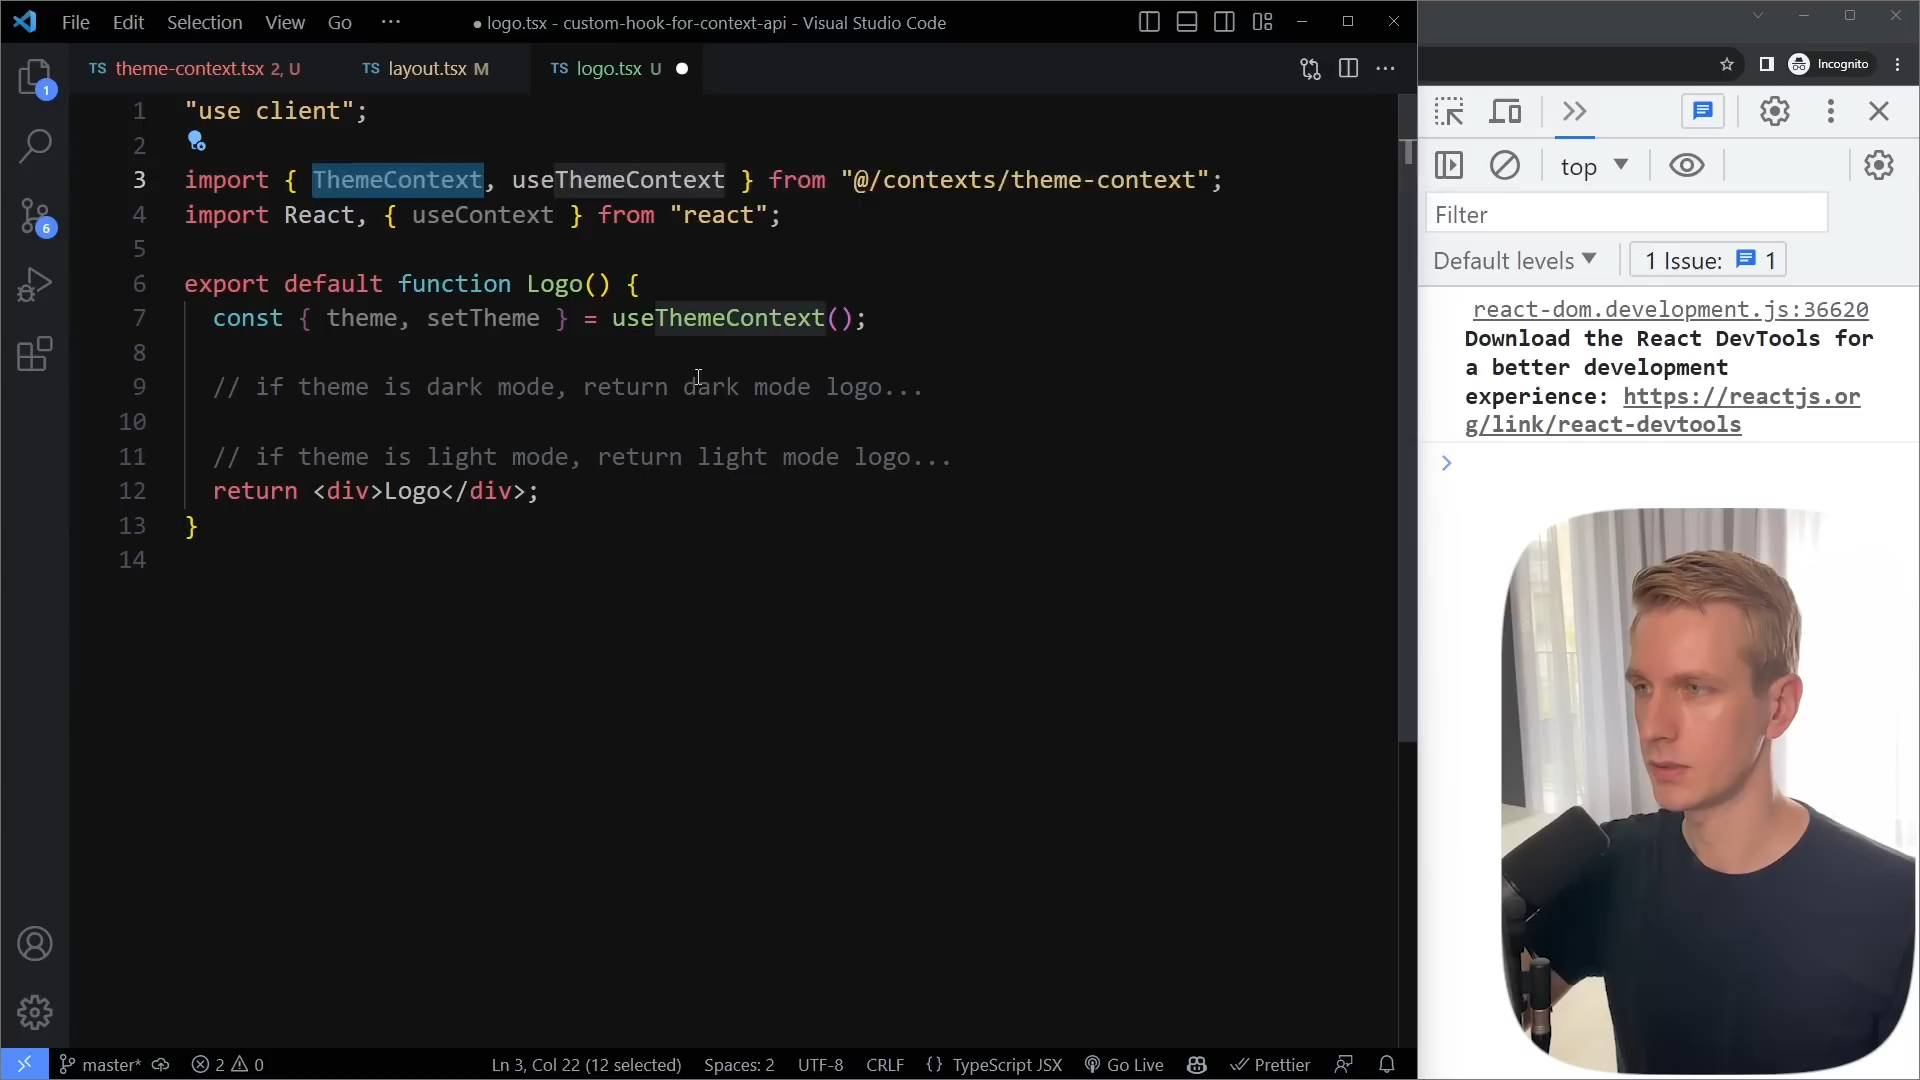 File Edit Selection View Go ···
● logo.tsx - custom-hook-for-context-api - Visual Studio Code
TS theme-context.tsx 2, U
TS layout.tsx M
TS logo.tsx U ●
1 "use client";
2
3 import { ThemeContext, useThemeContext } from "@/contexts/theme-context";
4 import React, { useContext } from "react";
5
6 export default function Logo() {
7 const { theme, setTheme } = useThemeContext();
8
9 // if theme is dark mode, return dark mode logo...
10
11 // if theme is light mode, return light mode logo...
12 return <div>Logo</div>;
13 }
14
1
6
master* 2 0
Ln 3, Col 22 (12 selected) Spaces: 2 UTF-8 CRLF {} TypeScript JSX Go Live Prettier
Incognito
top
Filter
Default levels
1 Issue: 1
react-dom.development.js:36620
Download the React DevTools for
a better development
experience: https://reactjs.or
g/link/react-devtools